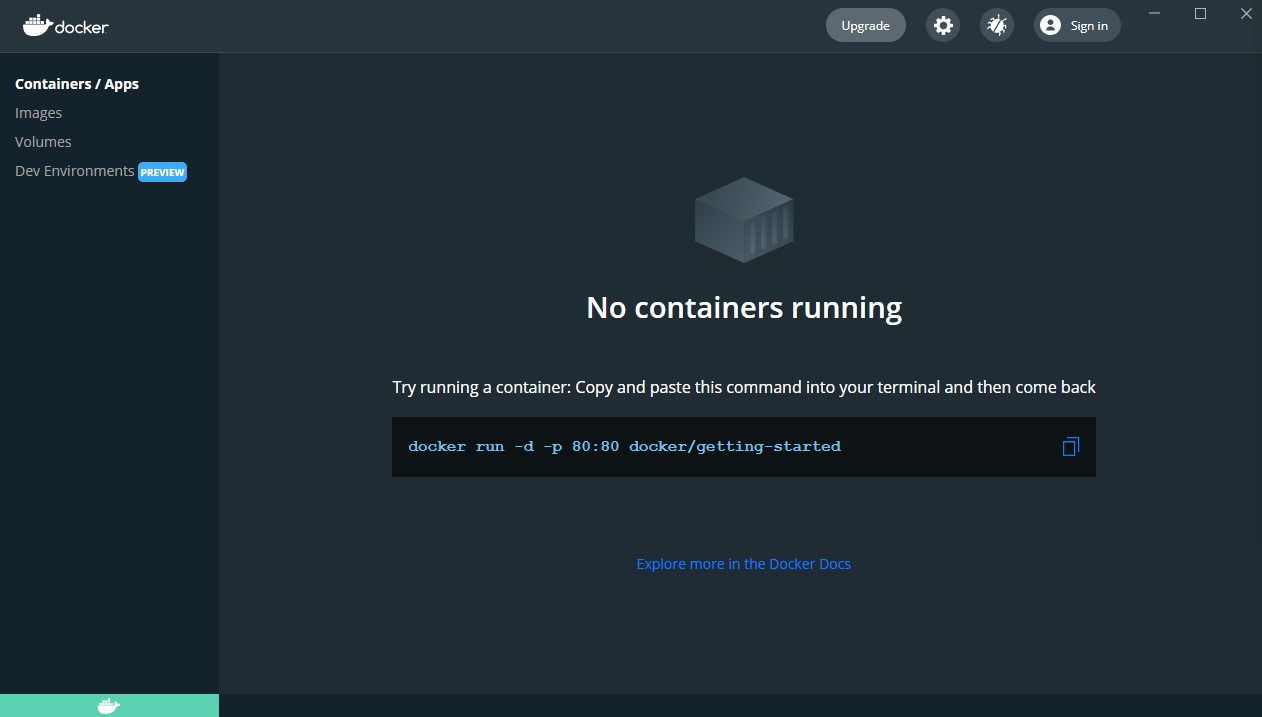 docker
Upgrade
Sign in
Containers / Apps
Images
Volumes
Dev Environments PREVIEW
No containers running
Try running a container: Copy and paste this command into your terminal and then come back
docker run -d -p 80:80 docker/getting-started
Explore more in the Docker Docs